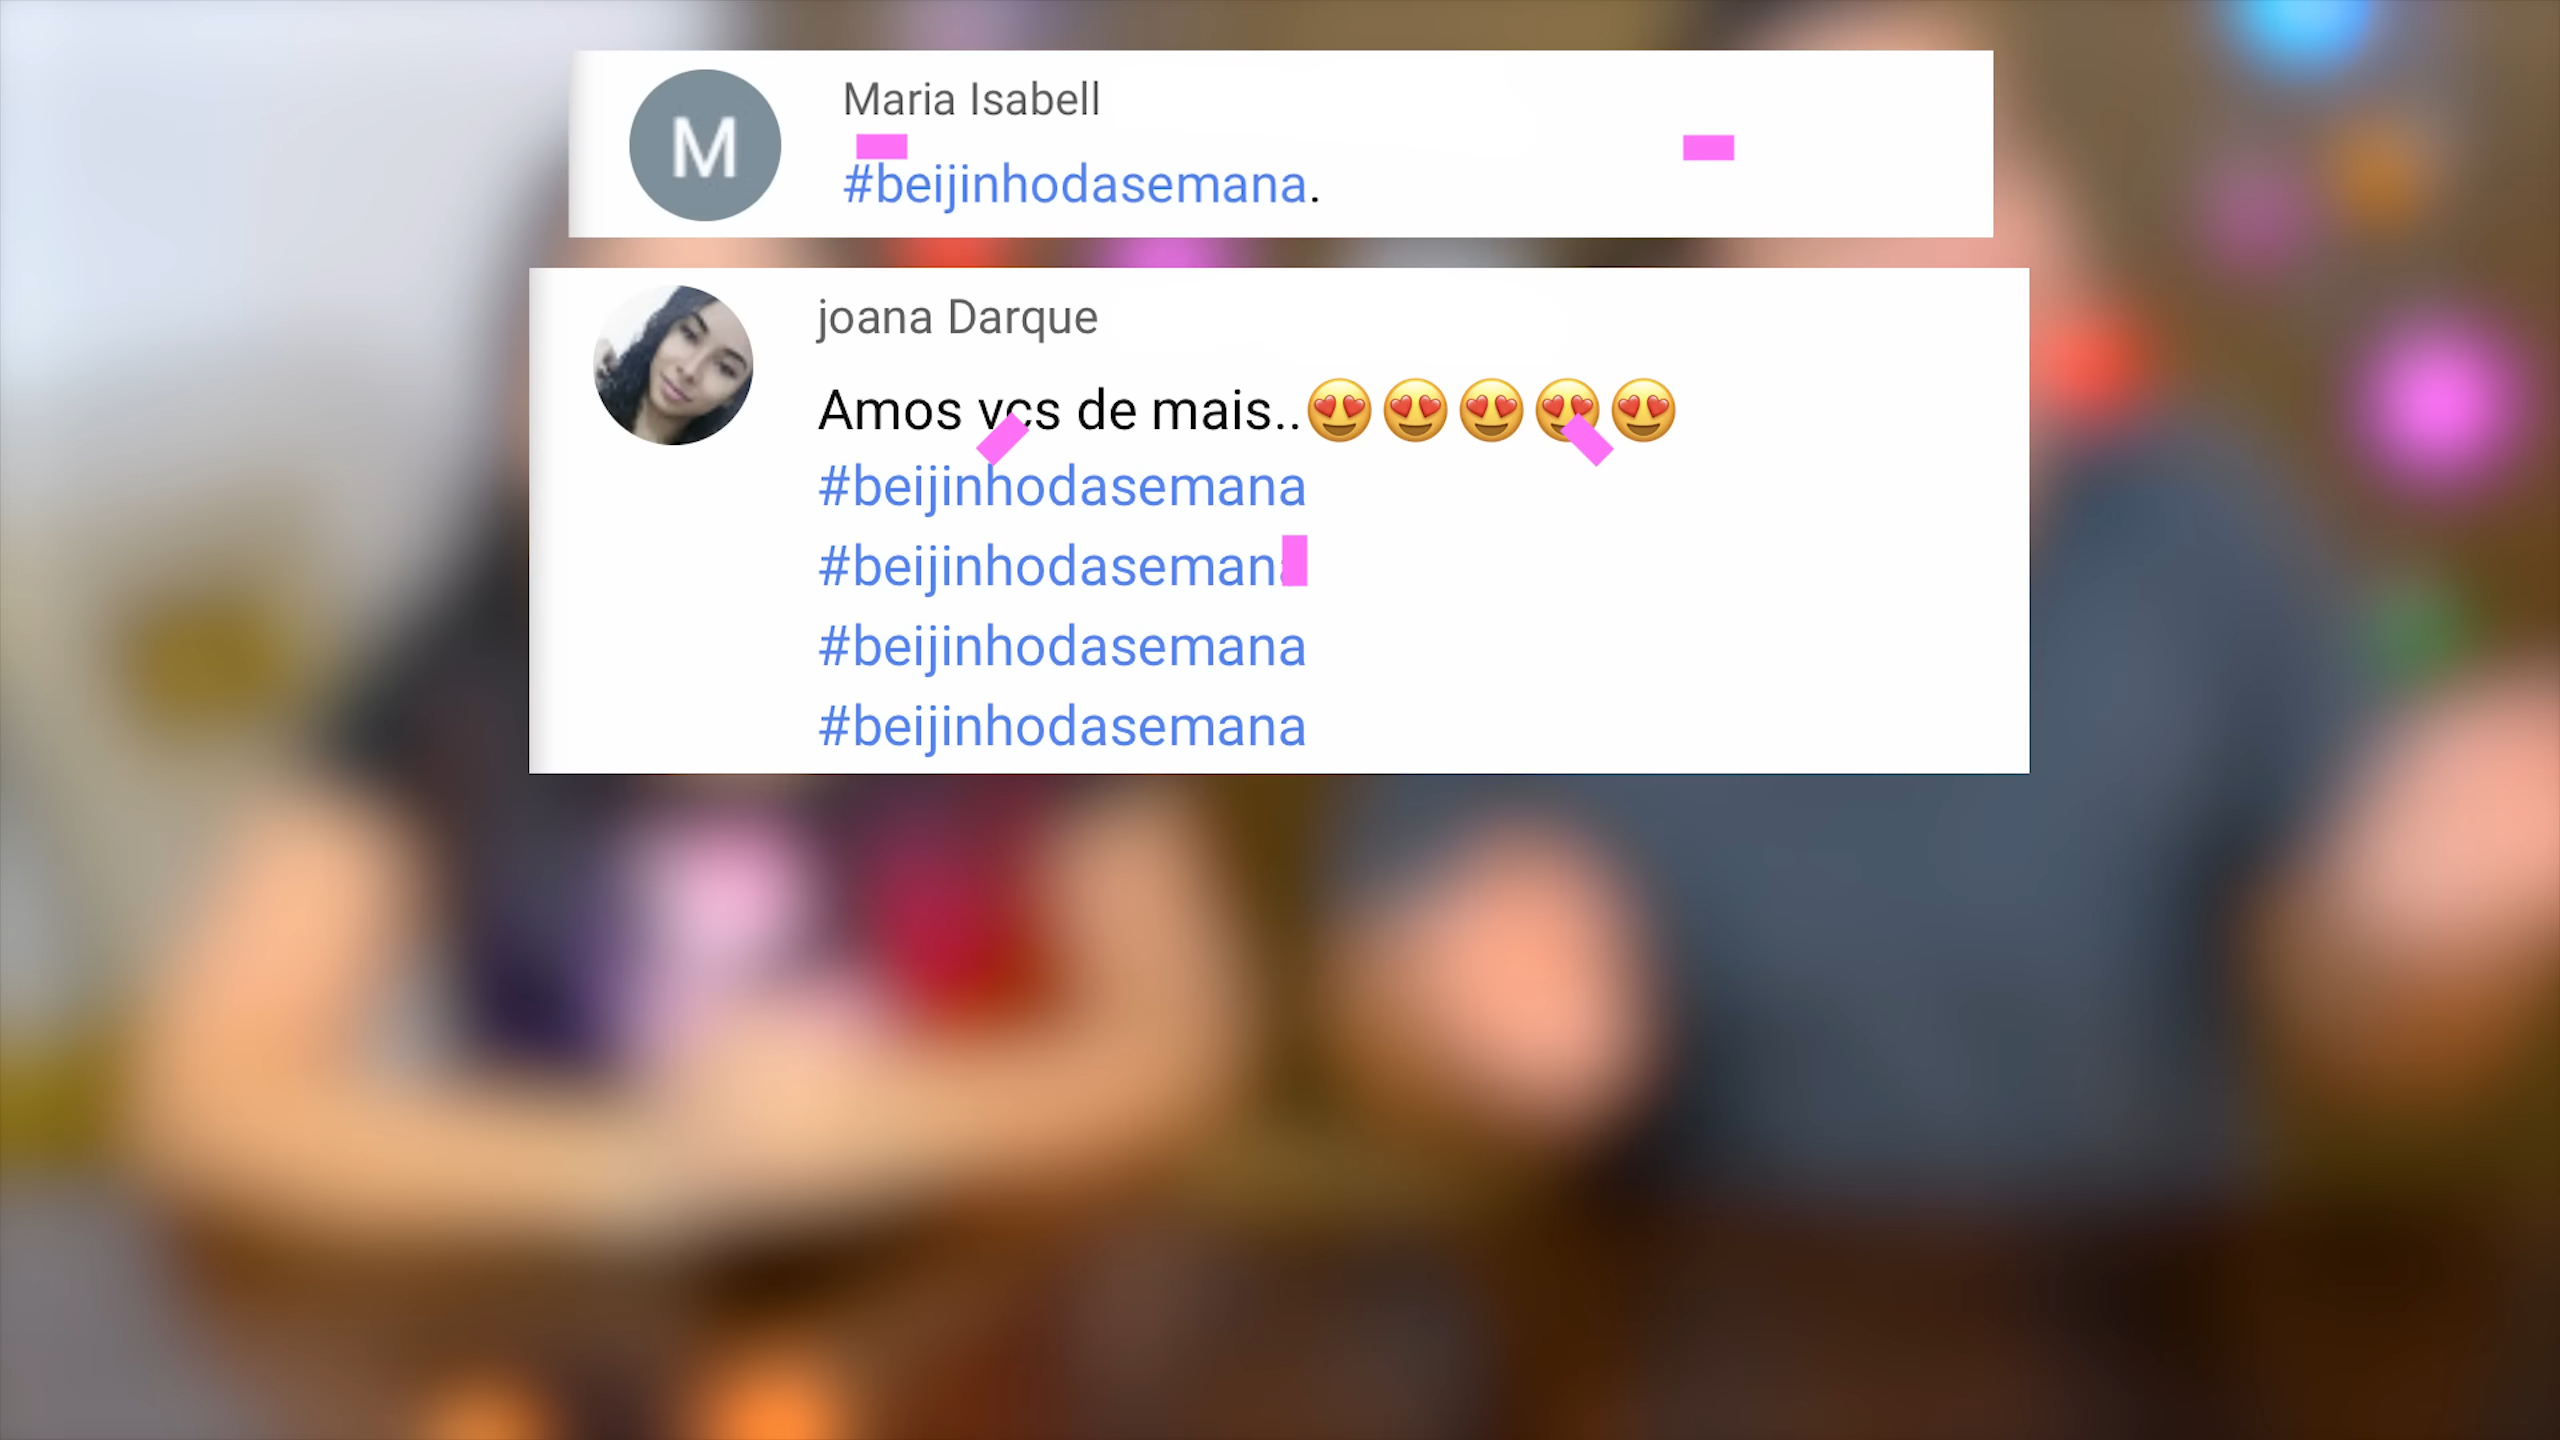 M
Maria Isabell
#beijinhodasemana.
joana Darque
Amos vcs de mais..😍😍😍😍😍
#beijinhodasemana
#beijinhodasemana
#beijinhodasemana
#beijinhodasemana